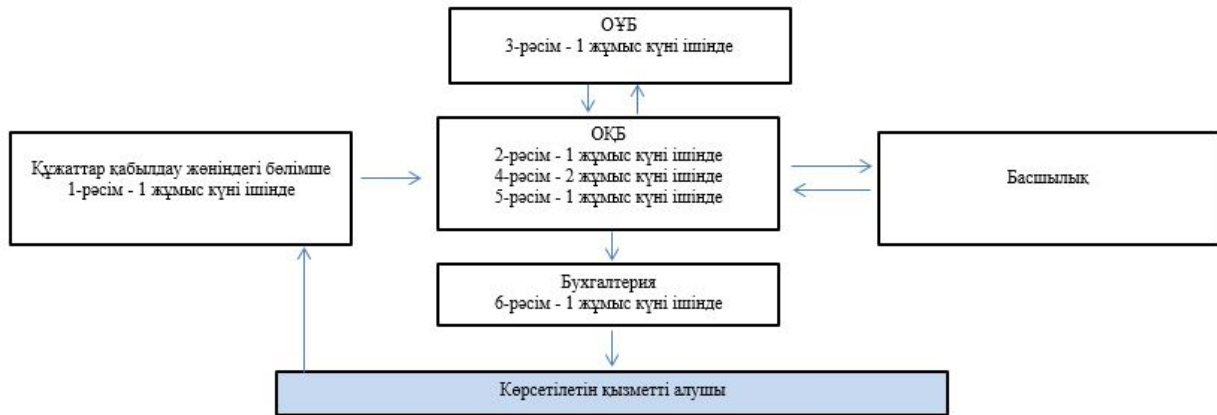 ОҰБ
3-рәсім - 1 жұмыс күні ішінде
ОҚБ
2-рәсім - 1 жұмыс күні ішінде
4-рәсім - 2 жұмыс күні ішінде
5-рәсім - 1 жұмыс күні ішінде
Құжаттар қабылдау жөніндегі бөлімше
1-рәсім - 1 жұмыс күні ішінде
Басшылық
Бухгалтерия
6-рәсім - 1 жұмыс күні ішінде
Көрсетілетін қызметті алушы